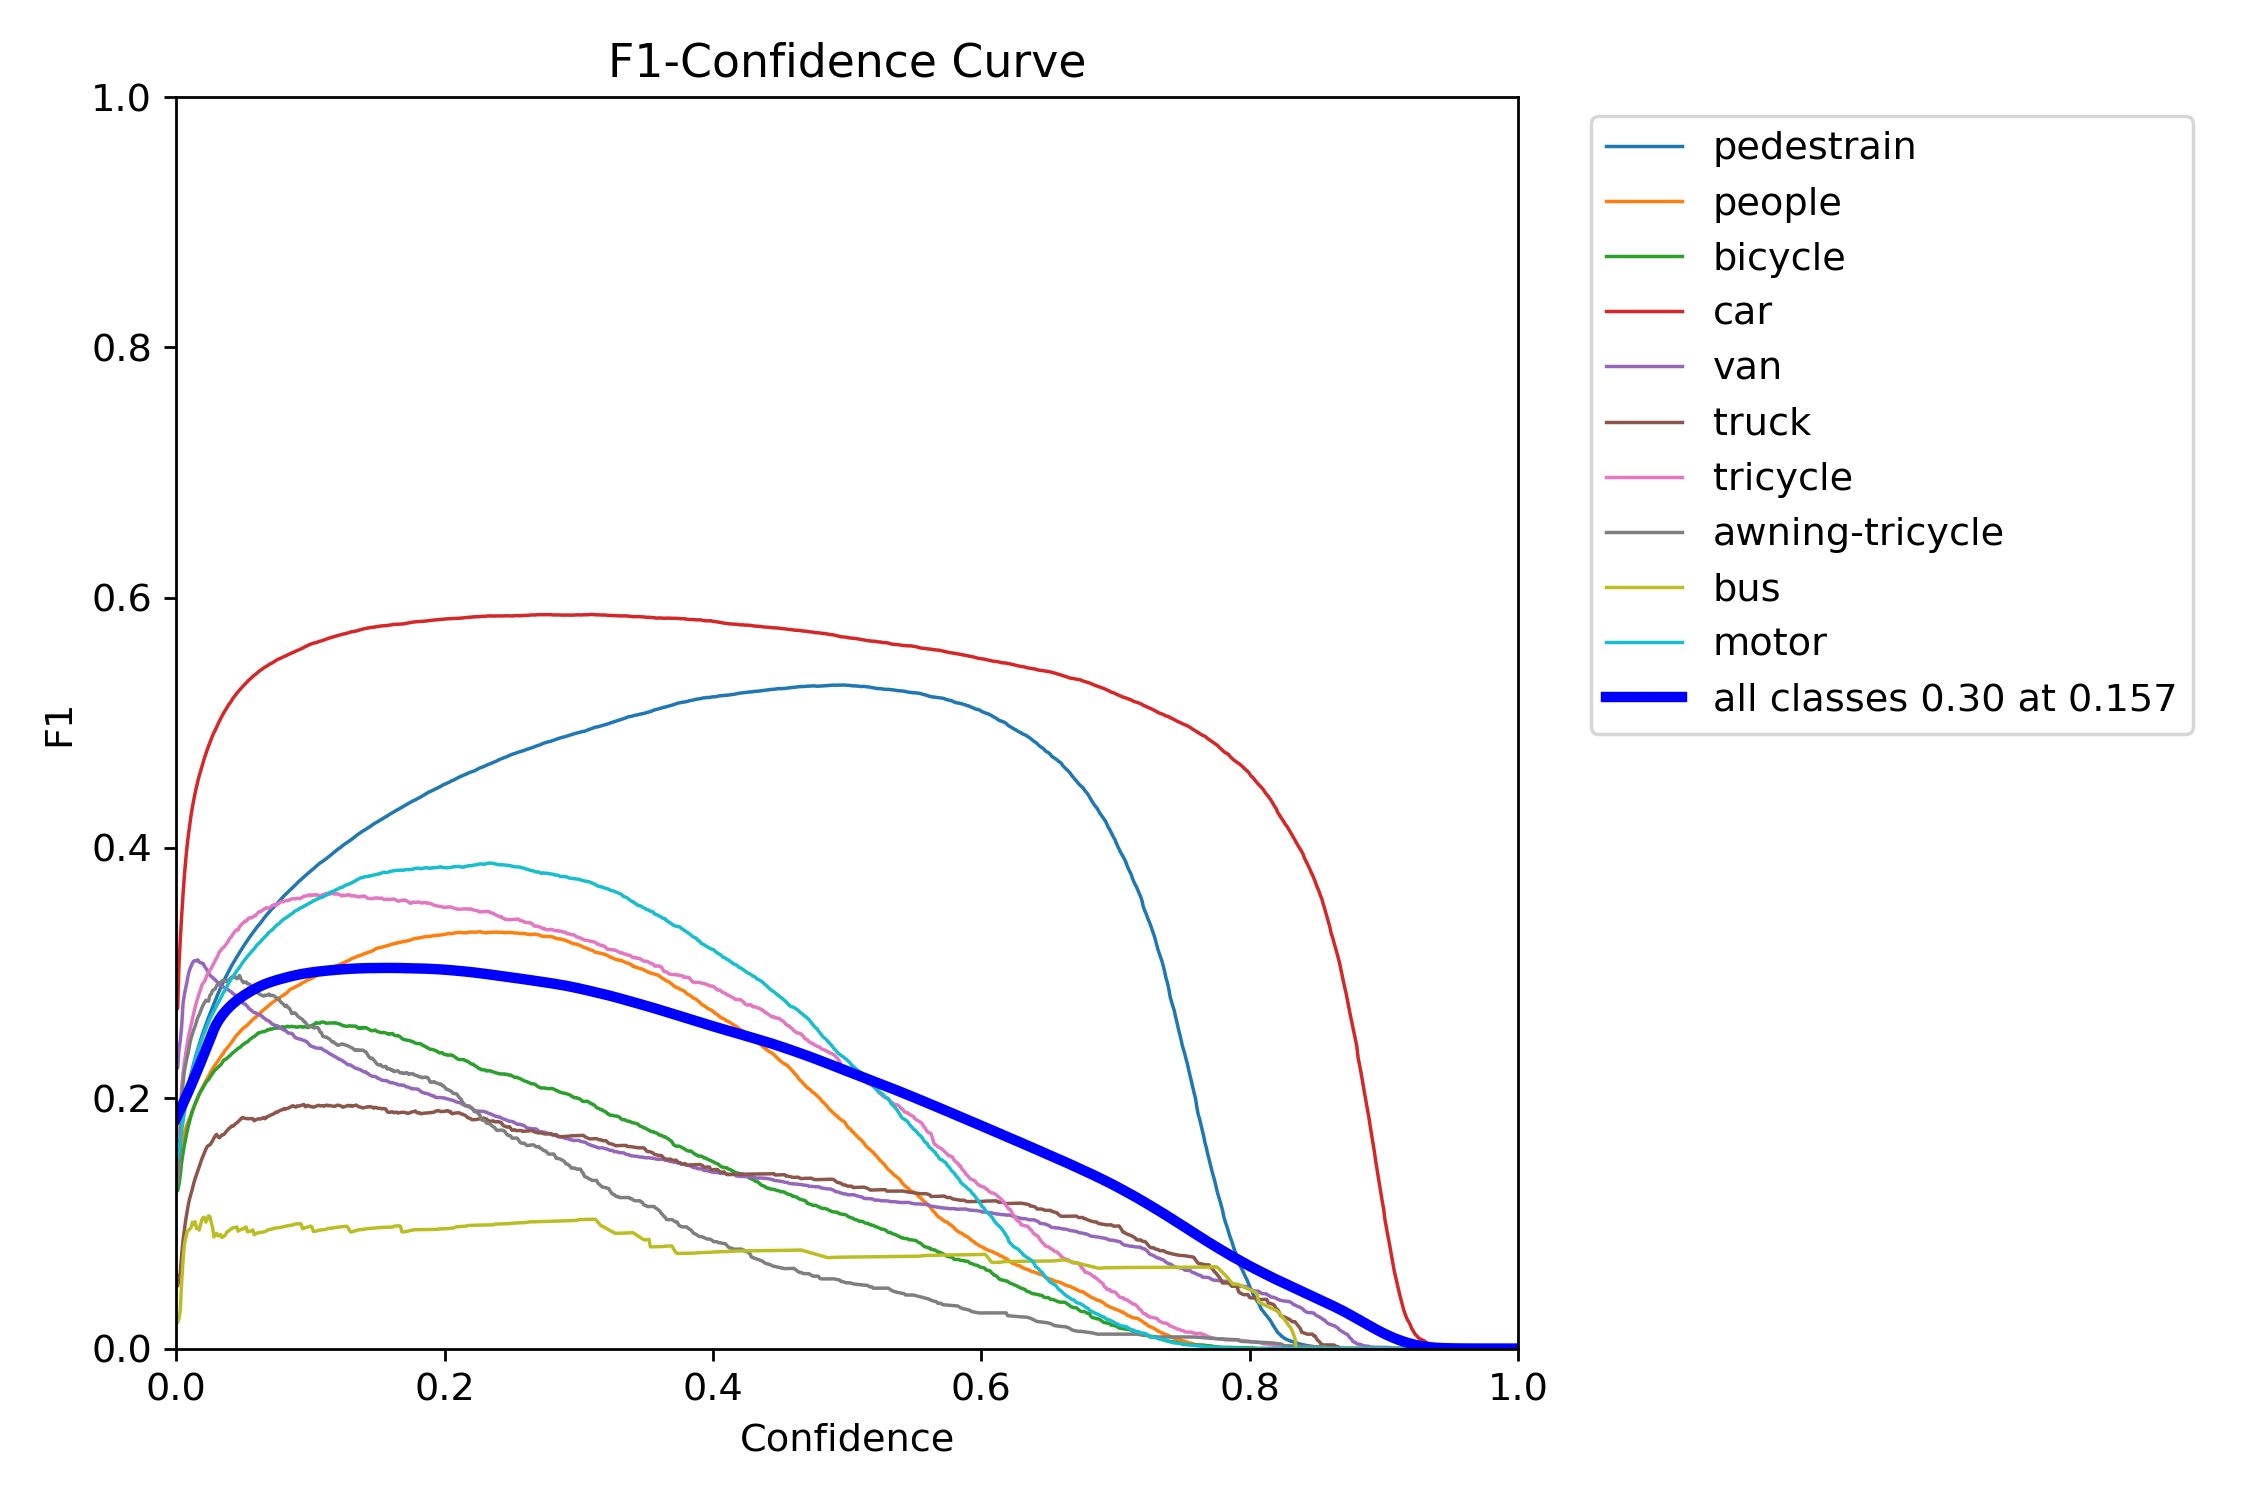 F1-Confidence Curve
1.0
0.8
0.6
0.4
0.2
0.0
F1
0.0 0.2 0.4 0.6 0.8 1.0
Confidence
pedestrain
people
bicycle
car
van
truck
tricycle
awning-tricycle
bus
motor
all classes 0.30 at 0.157